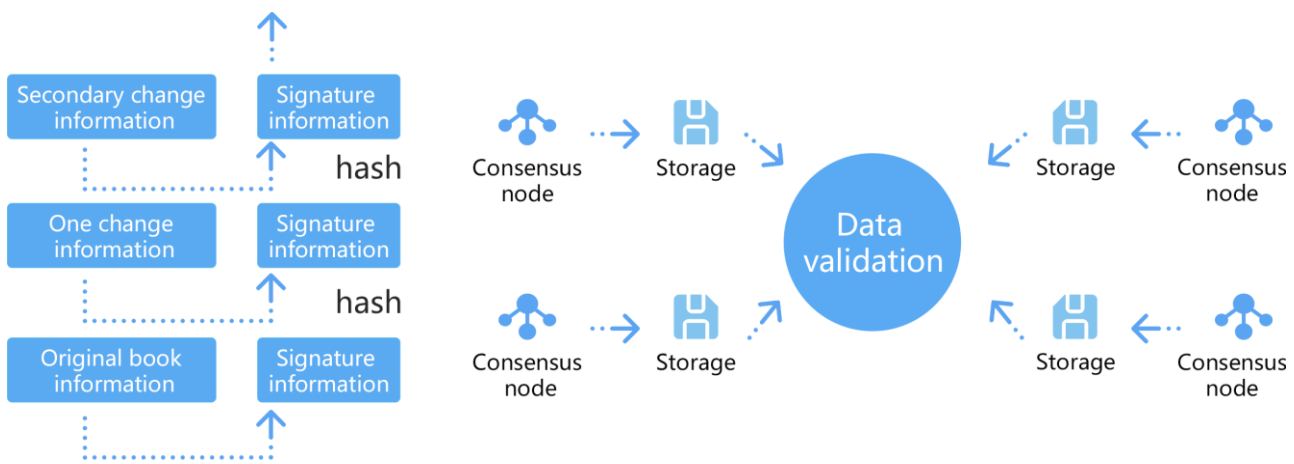 Secondary change
information
Signature
information
hash
One change
information
Signature
information
hash
Original book
information
Signature
information
Consensus
node
Storage
Storage
Consensus
node
Data
validation
Consensus
node
Storage
Storage
Consensus
node